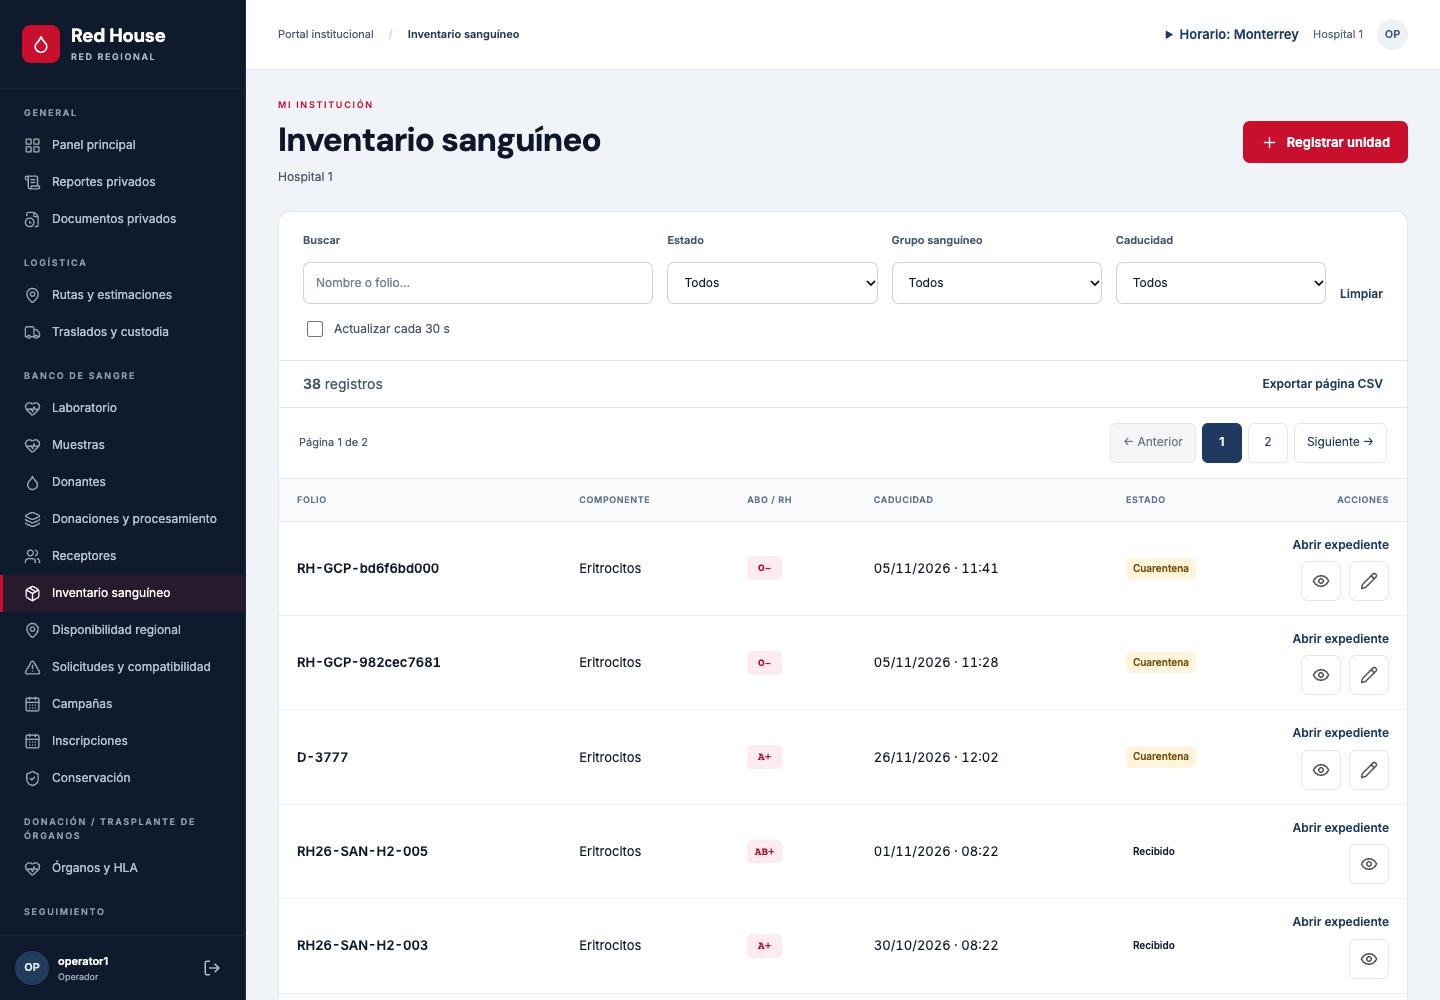 Red House
RED REGIONAL
GENERAL
Panel principal
Reportes privados
Documentos privados
LOGÍSTICA
Rutas y estimaciones
Traslados y custodia
BANCO DE SANGRE
Laboratorio
Muestras
Donantes
Donaciones y procesamiento
Receptores
Inventario sanguíneo
Disponibilidad regional
Solicitudes y compatibilidad
Campañas
Inscripciones
Conservación
DONACIÓN / TRASPLANTE DE
ÓRGANOS
Órganos y HLA
SEGUIMIENTO
OP
operator1
Operador
Portal institucional / Inventario sanguíneo
Horario: Monterrey Hospital 1 OP
MI INSTITUCIÓN
Inventario sanguíneo
Hospital 1
+ Registrar unidad
Buscar Estado Grupo sanguíneo Caducidad
Nombre o folio... Todos Todos Todos Limpiar
Actualizar cada 30 s
38 registros Exportar página CSV
Página 1 de 2 ← Anterior 1 2 Siguiente →
FOLIO COMPONENTE ABO / RH CADUCIDAD ESTADO ACCIONES
Abrir expediente
RH-GCP-bd6f6bd000 Eritrocitos O− 05/11/2026 · 11:41 Cuarentena
Abrir expediente
RH-GCP-982cec7681 Eritrocitos O− 05/11/2026 · 11:28 Cuarentena
Abrir expediente
D-3777 Eritrocitos A+ 26/11/2026 · 12:02 Cuarentena
Abrir expediente
RH26-SAN-H2-005 Eritrocitos AB+ 01/11/2026 · 08:22 Recibido
Abrir expediente
RH26-SAN-H2-003 Eritrocitos A+ 30/10/2026 · 08:22 Recibido